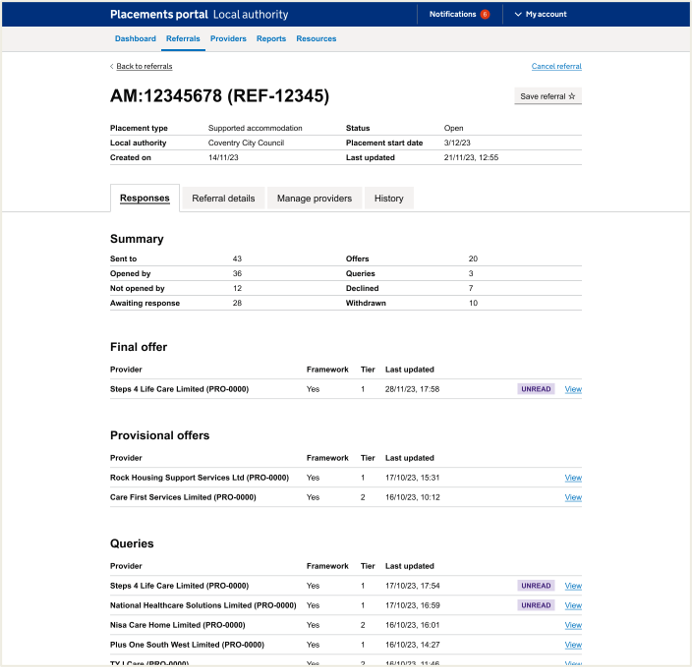 Placements portal Local authority Notifications 6 My account
Dashboard Referrals Providers Reports Resources
Back to referrals Cancel referral
AM:12345678 (REF-12345) Save referral
Placement type Supported accommodation Status Open
Local authority Coventry City Council Placement start date 3/12/23
Created on 14/11/23 Last updated 21/11/23, 12:55
Responses Referral details Manage providers History
Summary
Sent to 43 Offers 20
Opened by 36 Queries 3
Not opened by 12 Declined 7
Awaiting response 28 Withdrawn 10
Final offer
Provider Framework Tier Last updated
Steps 4 Life Care Limited (PRO-0000) Yes 1 28/11/23, 17:58 UNREAD View
Provisional offers
Provider Framework Tier Last updated
Rock Housing Support Services Ltd (PRO-0000) Yes 1 17/10/23, 15:31 View
Care First Services Limited (PRO-0000) Yes 2 16/10/23, 10:12 View
Queries
Provider Framework Tier Last updated
Steps 4 Life Care Limited (PRO-0000) Yes 1 17/10/23, 17:54 UNREAD View
National Healthcare Solutions Limited (PRO-0000) Yes 1 17/10/23, 16:59 UNREAD View
Nisa Care Home Limited (PRO-0000) Yes 2 16/10/23, 16:01 View
Plus One South West Limited (PRO-0000) Yes 1 16/10/23, 14:27 View
Care Limited (PRO-0000) Yes 2 16/10/23, View